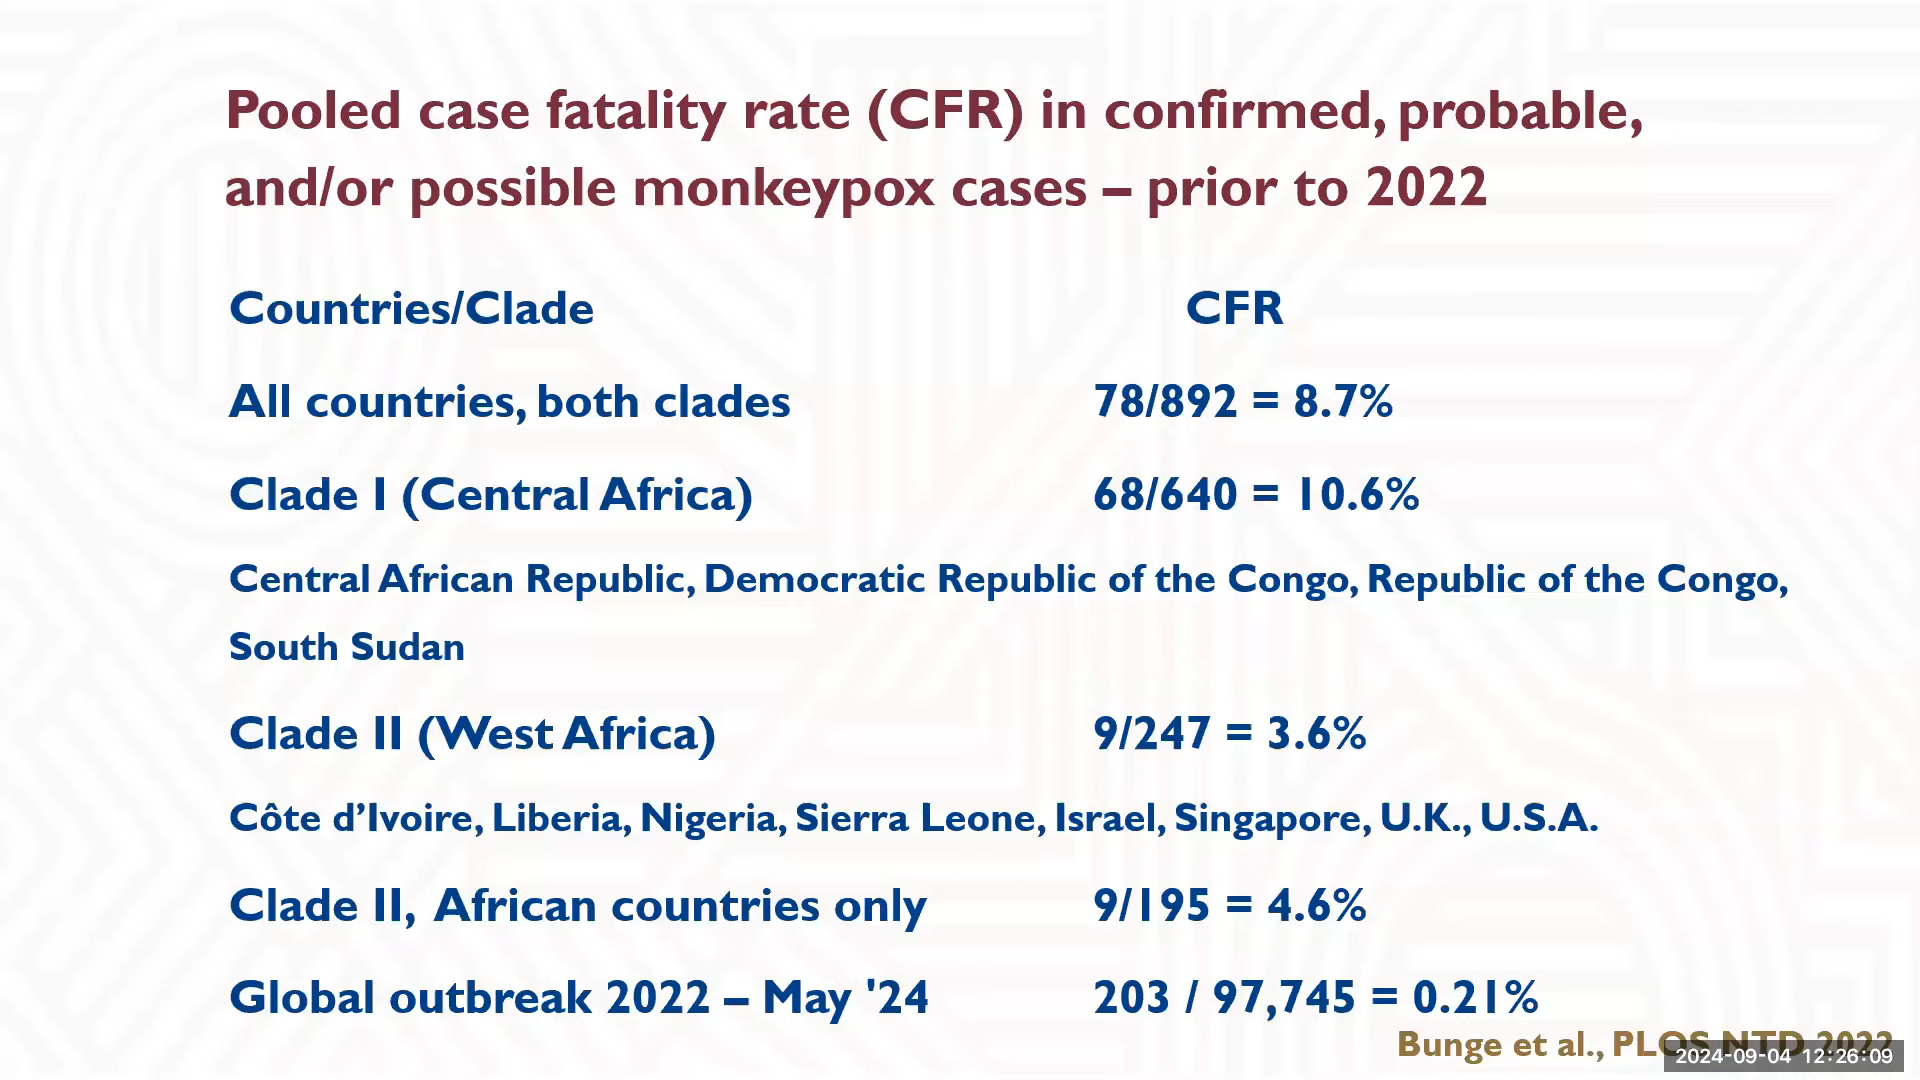 Pooled case fatality rate (CFR) in confirmed, probable,
and/or possible monkeypox cases – prior to 2022
Countries/Clade CFR
All countries, both clades 78/892 = 8.7%
Clade I (Central Africa) 68/640 = 10.6%
Central African Republic, Democratic Republic of the Congo, Republic of the Congo,
South Sudan
Clade II (West Africa) 9/247 = 3.6%
Côte d’Ivoire, Liberia, Nigeria, Sierra Leone, Israel, Singapore, U.K., U.S.A.
Clade II, African countries only 9/195 = 4.6%
Global outbreak 2022 – May '24 203 / 97,745 = 0.21%
Bunge et al., PLOS NTD 2022
2024-09-04 12:26:09